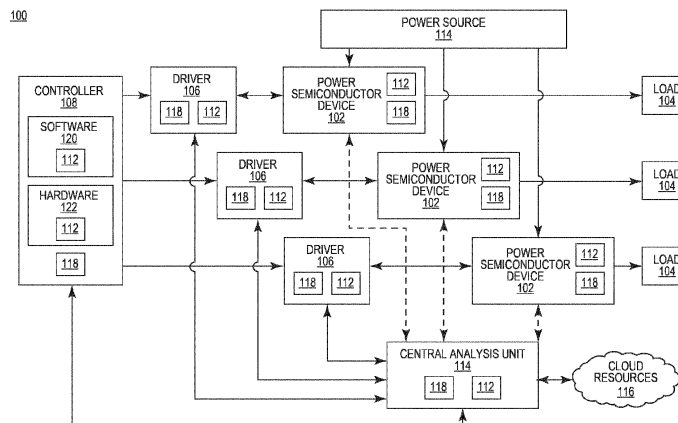 100
POWER SOURCE
114
CONTROLLER
108
SOFTWARE
120
112
HARDWARE
122
112
118
DRIVER
106
118 112
POWER
SEMICONDUCTOR
DEVICE
102
112
118
LOAD
104
DRIVER
106
118 112
POWER
SEMICONDUCTOR
DEVICE
102
112
118
LOAD
104
DRIVER
106
118 112
POWER
SEMICONDUCTOR
DEVICE
102
112
118
LOAD
104
CENTRAL ANALYSIS UNIT
114
118 112
CLOUD
RESOURCES
116